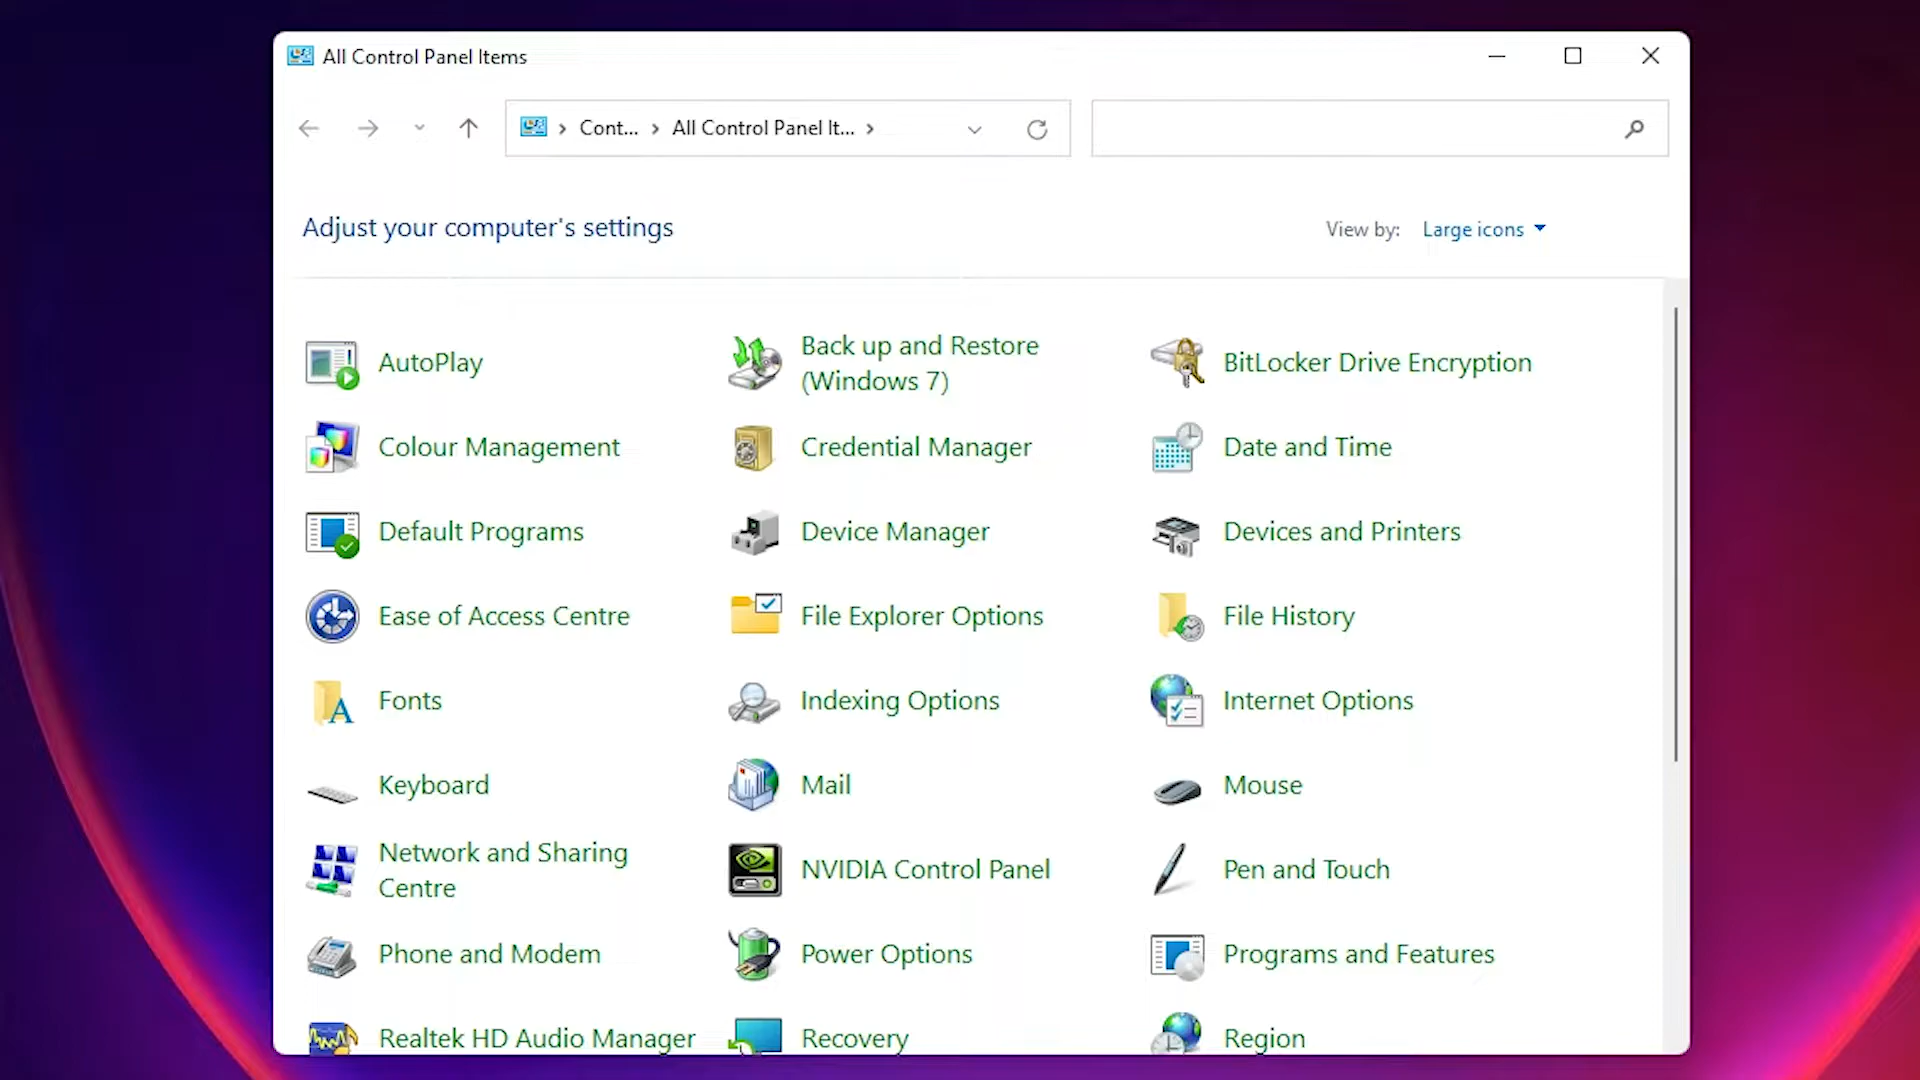 All Control Panel Items
Cont... All Control Panel It...
Adjust your computer's settings
View by: Large icons
AutoPlay
Back up and Restore
(Windows 7)
BitLocker Drive Encryption
Colour Management
Credential Manager
Date and Time
Default Programs
Device Manager
Devices and Printers
Ease of Access Centre
File Explorer Options
File History
Fonts
Indexing Options
Internet Options
Keyboard
Mail
Mouse
Network and Sharing
Centre
NVIDIA Control Panel
Pen and Touch
Phone and Modem
Power Options
Programs and Features
Realtek HD Audio Manager
Recovery
Region